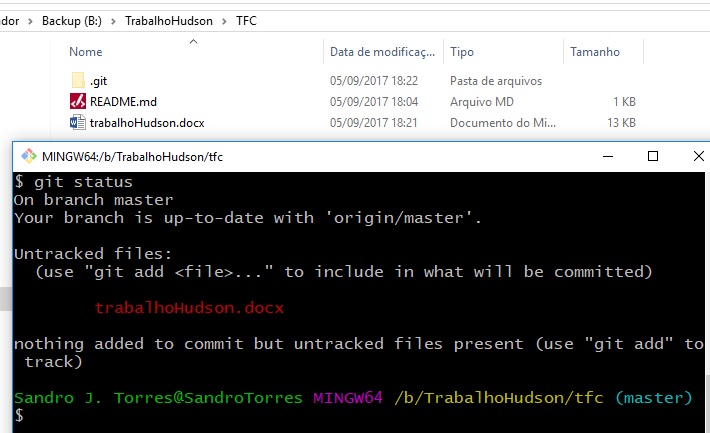 dor > Backup (B:) > TrabalhoHudson > TFC
Nome Data de modificaç... Tipo Tamanho
.git 05/09/2017 18:22 Pasta de arquivos
README.md 05/09/2017 18:04 Arquivo MD 1 KB
trabalhoHudson.docx 05/09/2017 18:21 Documento do Mi... 13 KB
MINGW64:/b/TrabalhoHudson/tfc
$ git status
On branch master
Your branch is up-to-date with 'origin/master'.
Untracked files:
(use "git add <file>..." to include in what will be committed)
trabalhoHudson.docx
nothing added to commit but untracked files present (use "git add" to
track)
Sandro J. Torres@SandroTorres MINGW64 /b/TrabalhoHudson/tfc (master)
$